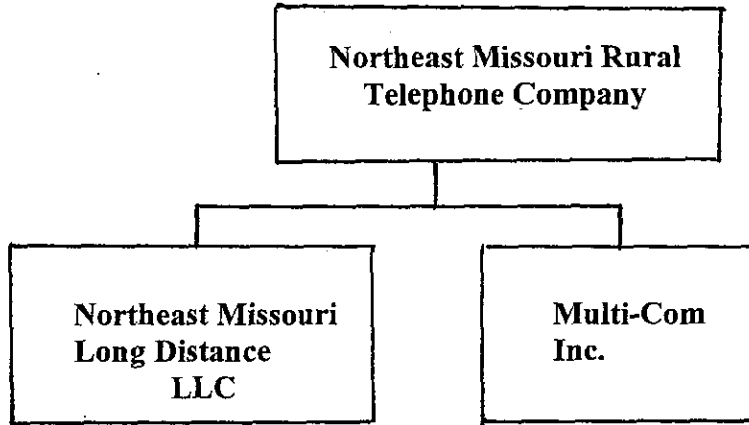 Northeast Missouri Rural
Telephone Company
Northeast Missouri
Long Distance
LLC
Multi-Com
Inc.